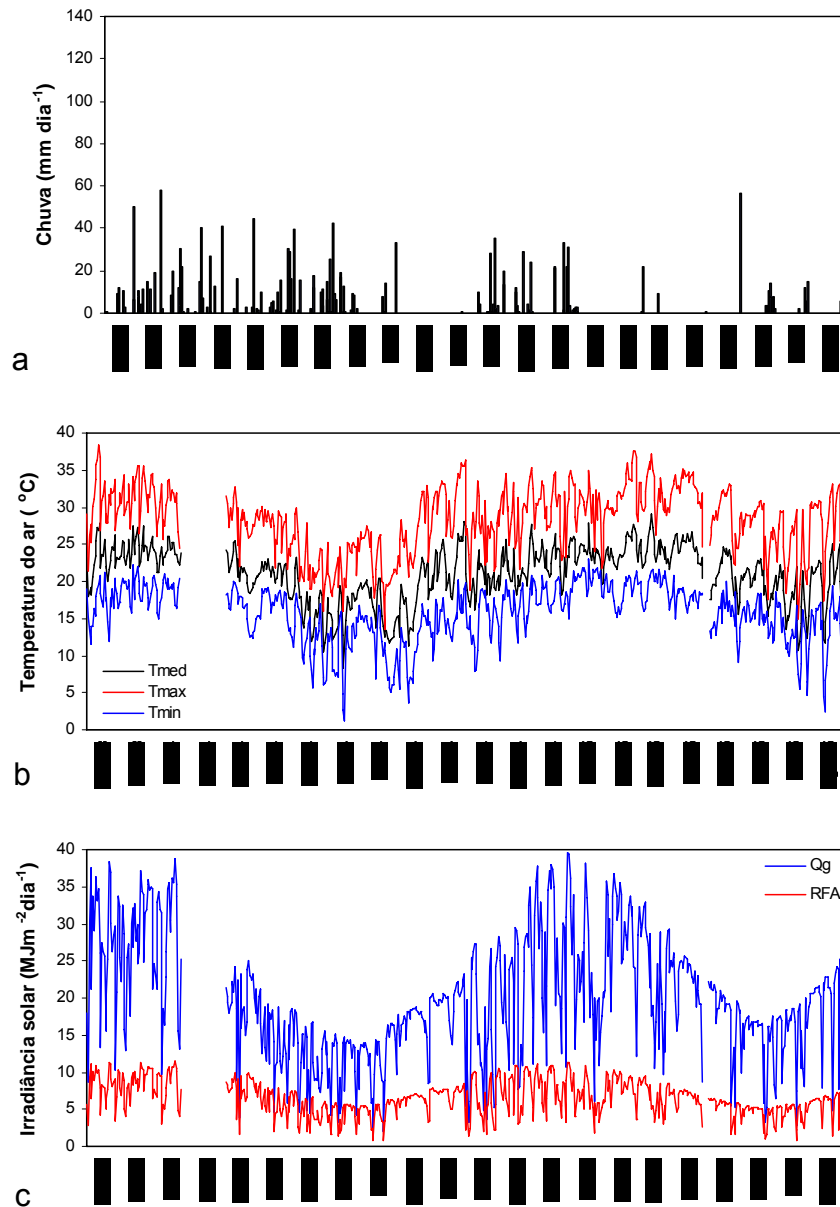 140
120
100
80
60
40
20
0
Chuva (mm dia⁻¹)
a
40
35
30
25
20
15
10
5
0
Temperatura do ar ( °C)
Tmed
Tmax
Tmin
b
40
35
30
25
20
15
10
5
0
Irradiância solar (MJm⁻²dia⁻¹)
Qg
RFA
c